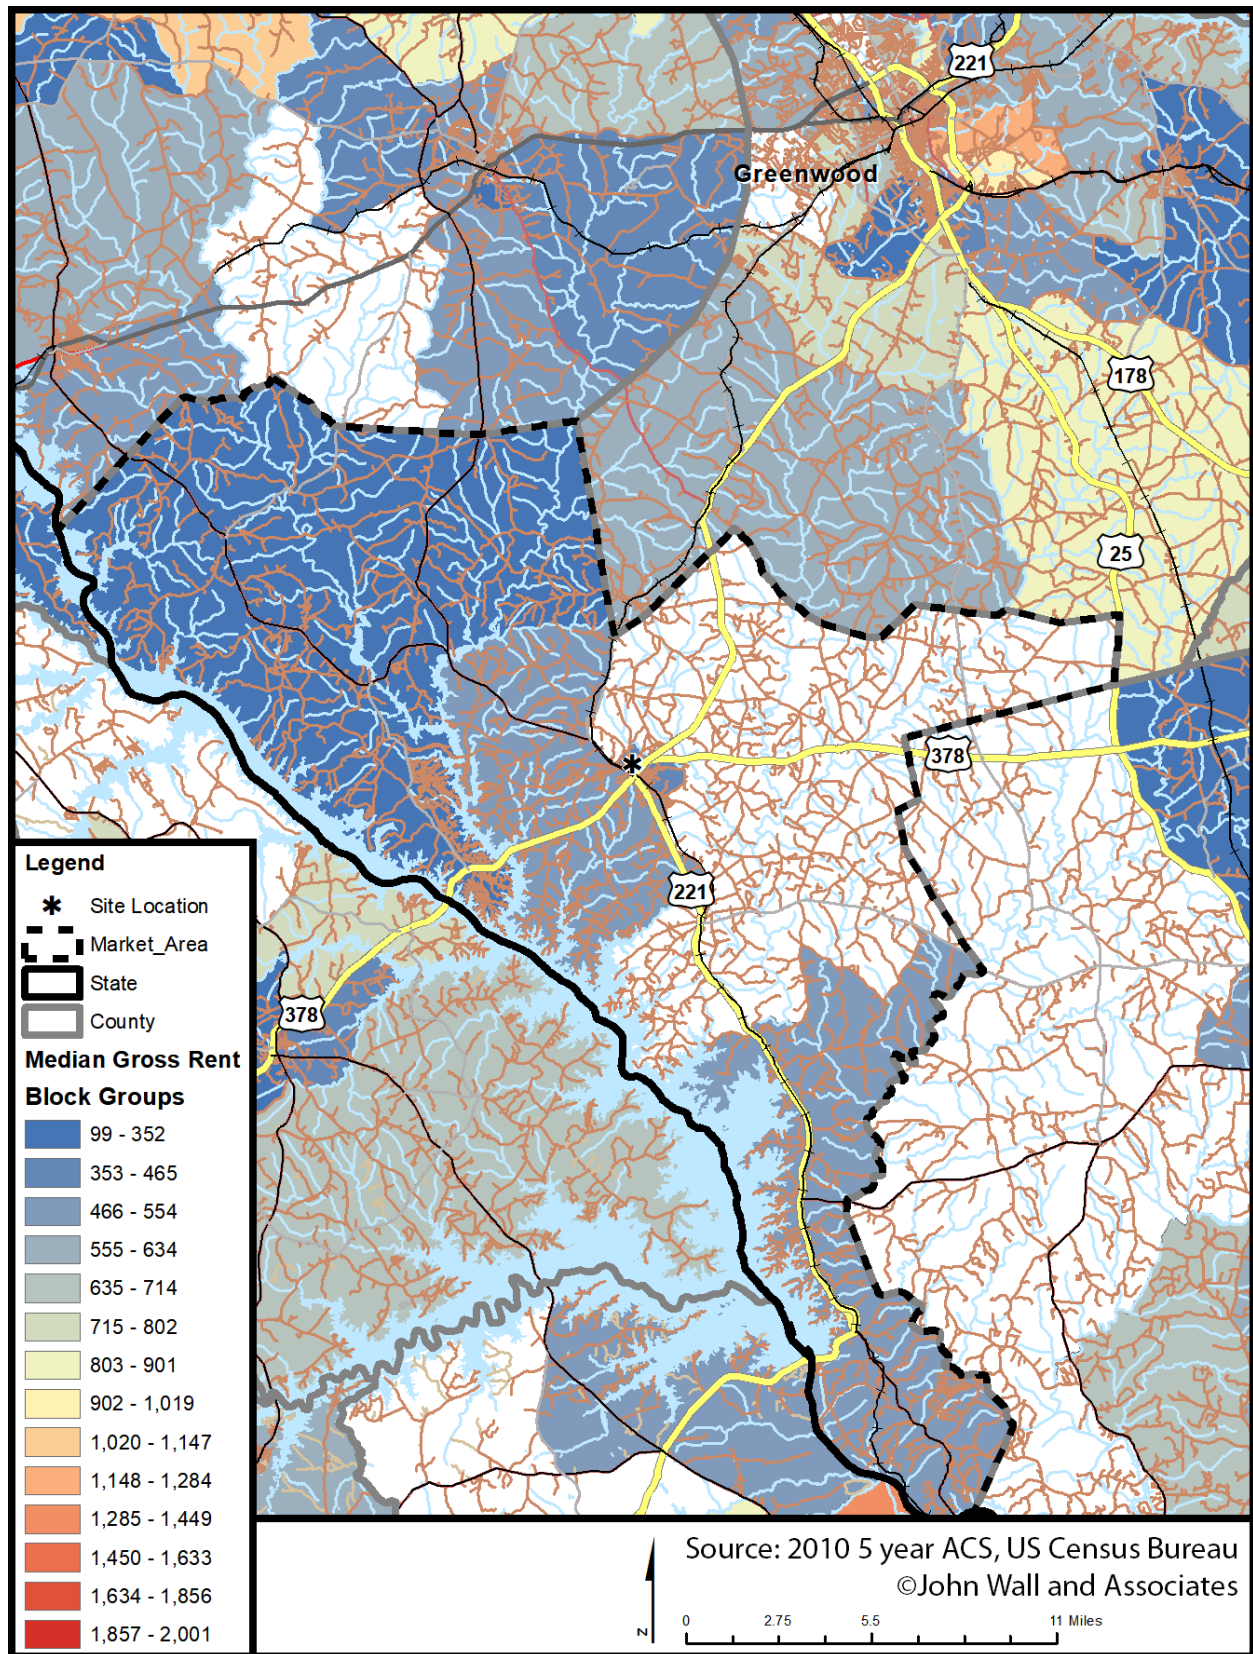 221
Greenwood
178
25
378
221
378
Legend
Site Location
Market_Area
State
County
Median Gross Rent
Block Groups
99 - 352
353 - 465
466 - 554
555 - 634
635 - 714
715 - 802
803 - 901
902 - 1,019
1,020 - 1,147
1,148 - 1,284
1,285 - 1,449
1,450 - 1,633
1,634 - 1,856
1,857 - 2,001
Source: 2010 5 year ACS, US Census Bureau
©John Wall and Associates
N
0 2.75 5.5 11 Miles